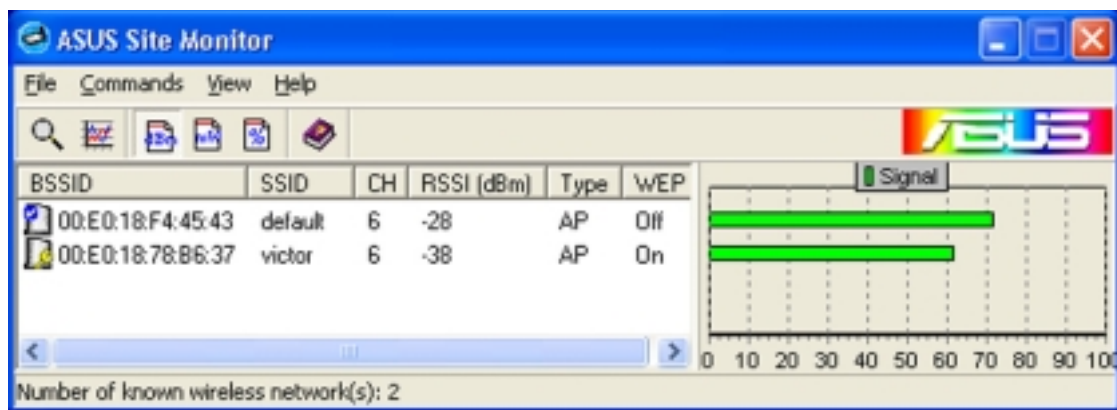 ASUS Site Monitor
File Commands View Help
ASUS
BSSID SSID CH RSSI (dBm) Type WEP
00:E0:18:F4:45:43 default 6 -28 AP Off
00:E0:18:78:B6:37 victor 6 -38 AP On
Signal
0 10 20 30 40 50 60 70 80 90 100
Number of known wireless network(s): 2